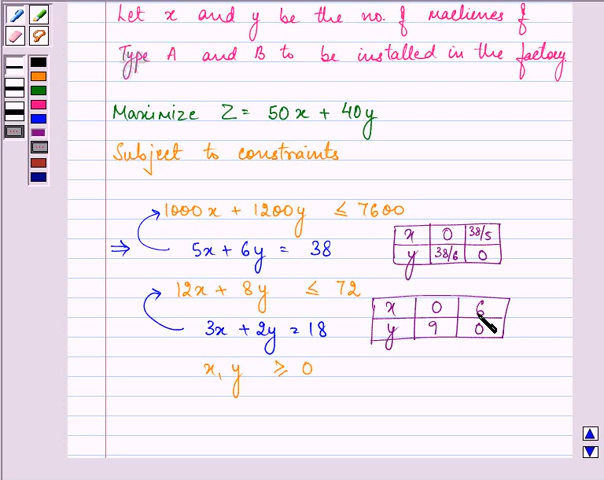 Let x and y be the no. of machines of
Type A and B to be installed in the factory.
Maximize Z = 50x + 40y
Subject to constraints
1000x + 1200y ≤ 7600
⇒ 5x + 6y = 38
x 0 38/5
y 38/6 0
12x + 8y ≤ 72
3x + 2y = 18
x 0 6
y 9 0
x, y ≥ 0